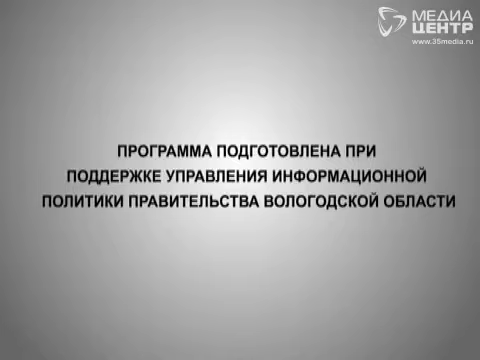 МЕДИА
ЦЕНТР
www.35media.ru
ПРОГРАММА ПОДГОТОВЛЕНА ПРИ
ПОДДЕРЖКЕ УПРАВЛЕНИЯ ИНФОРМАЦИОННОЙ
ПОЛИТИКИ ПРАВИТЕЛЬСТВА ВОЛОГОДСКОЙ ОБЛАСТИ